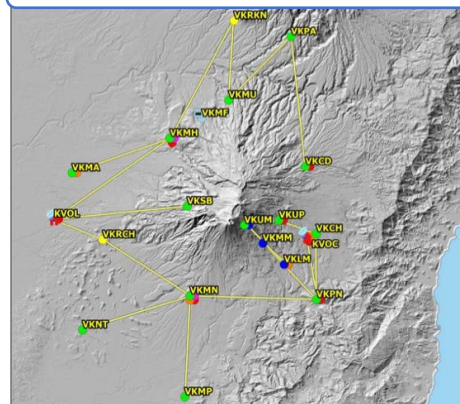 VKRKN
VKPA
VKMU
VKMF
VKMH
VKCD
VKMA
VKSB
KVOL
VKUM
VKUP
VKCH
VKRCH
VKMM
KVOC
VKLM
VKMN
VKPN
VKNT
VKMP